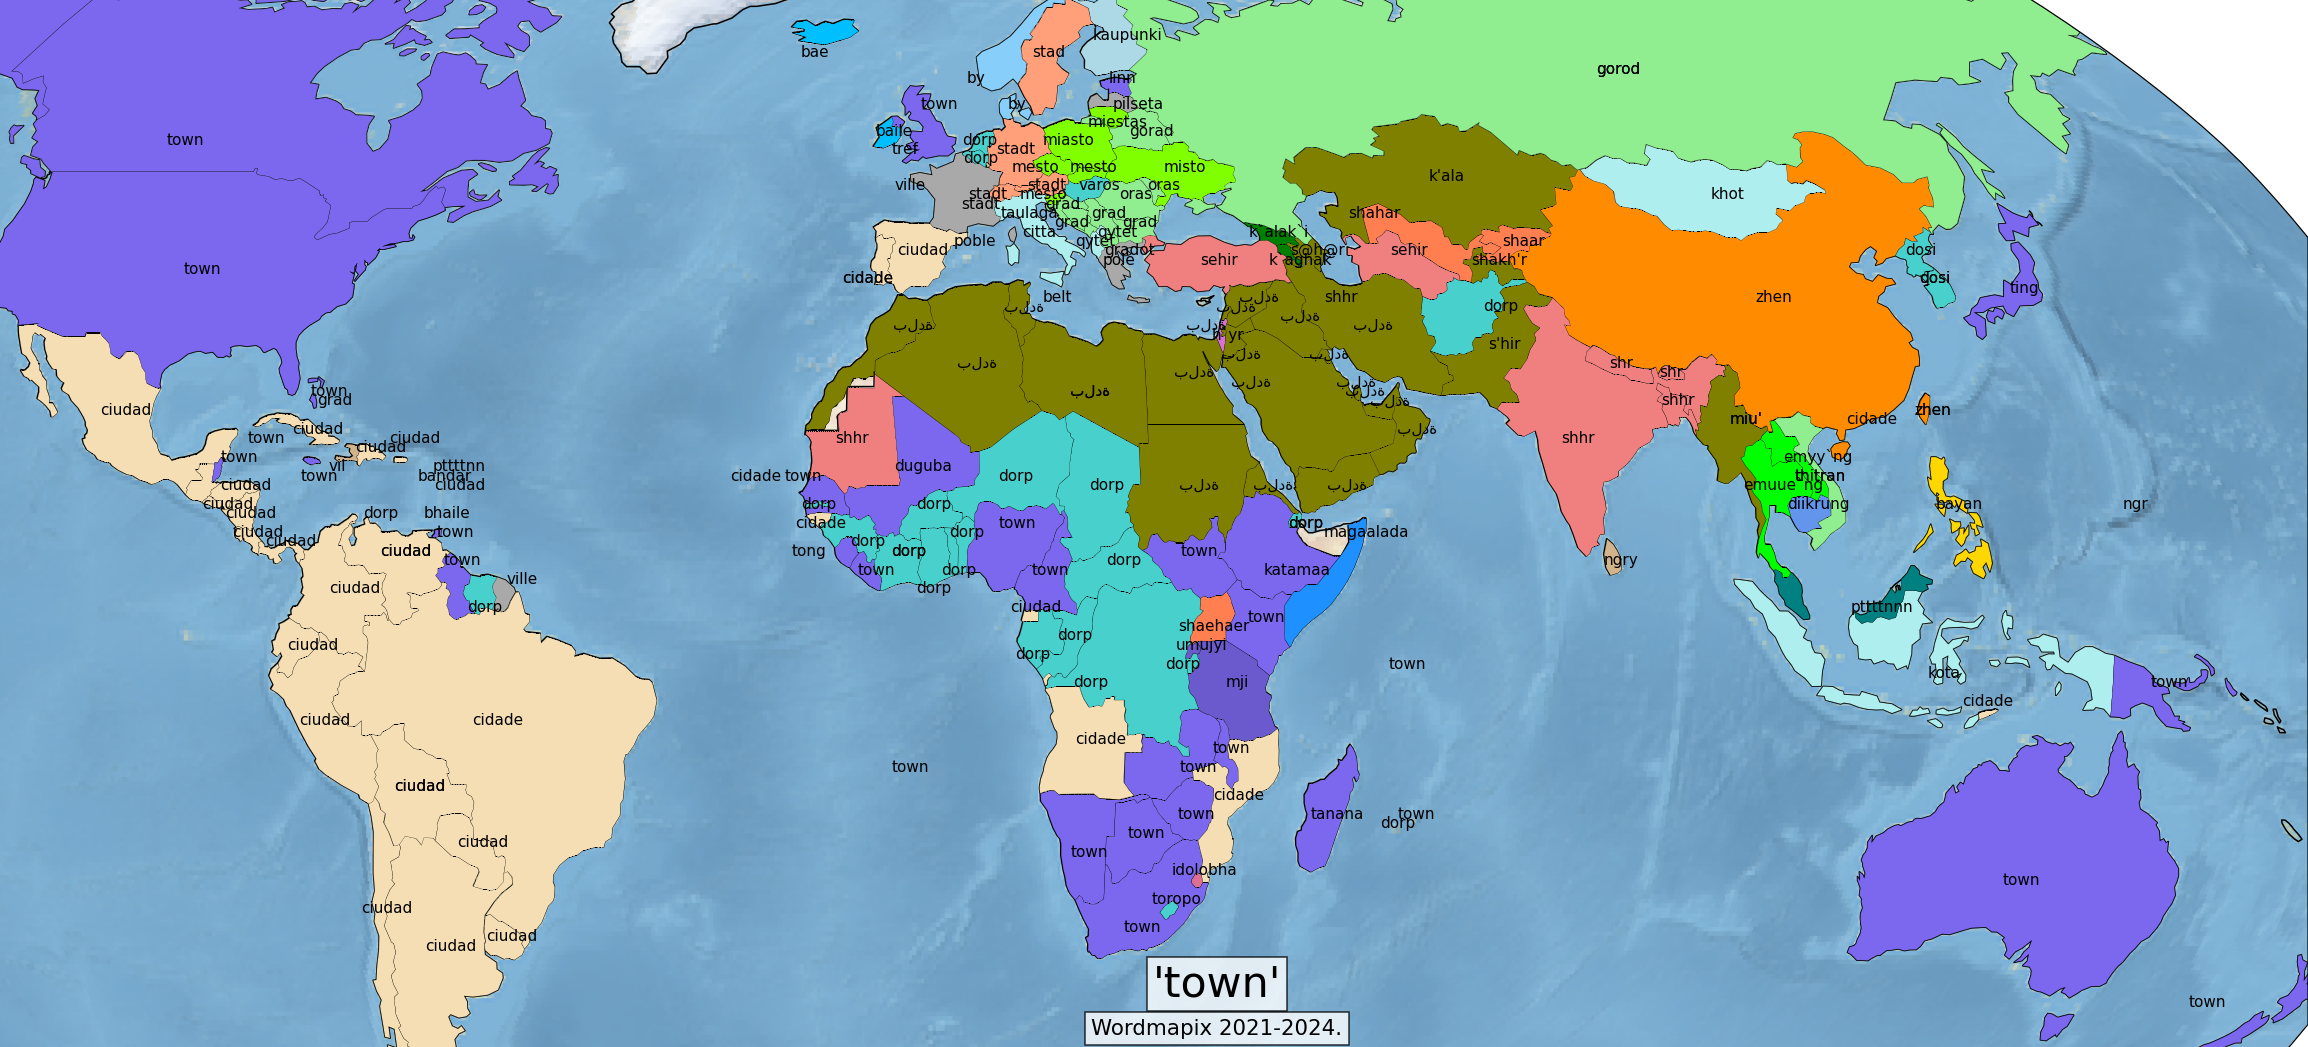 bae
kaupunki
stad
gorod
by
linn
town
by
pilseta
miestas
baile
gorad
town
dorp
miasto
tref
stadt
dorp
mesto
mesto
misto
k'ala
ville
stadt
varos
oras
stadt
mesto
oras
khot
stadt
grad
taulaga
grad
shahar
grad
grad
citta
qytet
k`alak`i
poble
qytet
shaar
ciudad
gradot
s@h@r
sehir
dosi
pole
sehir
k`aghak`
shakh'r
town
cidade
dosi
ting
belt
بلدة
shhr
zhen
بلدة
بلدة
dorp
بلدة
بلدة
بلدة
بلدة
s'hir
بلدة
بلدة
بلدة
shr
بلدة
shr
town
بلدة
بلدة
بلدة
grad
بلدة
بلدة
shhr
ciudad
zhen
miu'
cidade
ciudad
town
ciudad
shhr
بلدة
shhr
ciudad
town
vil
pttttnn
duguba
emyy`ng
town
bandar
cidade
town
dorp
thitran
ciudad
ciudad
dorp
بلدة
بلدة
بلدة
emuue`ng
ciudad
dorp
dorp
diikrung
bayan
ngr
ciudad
dorp
bhaile
cidade
town
dorp
ciudad
town
dorp
magaalada
ciudad
dorp
ciudad
tong
dorp
town
town
dorp
ngry
town
dorp
town
katamaa
ville
ciudad
dorp
dorp
ciudad
town
pttttnnn
shaehaer
dorp
ciudad
umujyi
dorp
dorp
town
kota
dorp
mji
town
cidade
ciudad
cidade
cidade
town
town
town
ciudad
cidade
town
tanana
town
dorp
town
ciudad
town
idolobha
town
toropo
ciudad
town
ciudad
ciudad
'town'
town
Wordmapix 2021-2024.